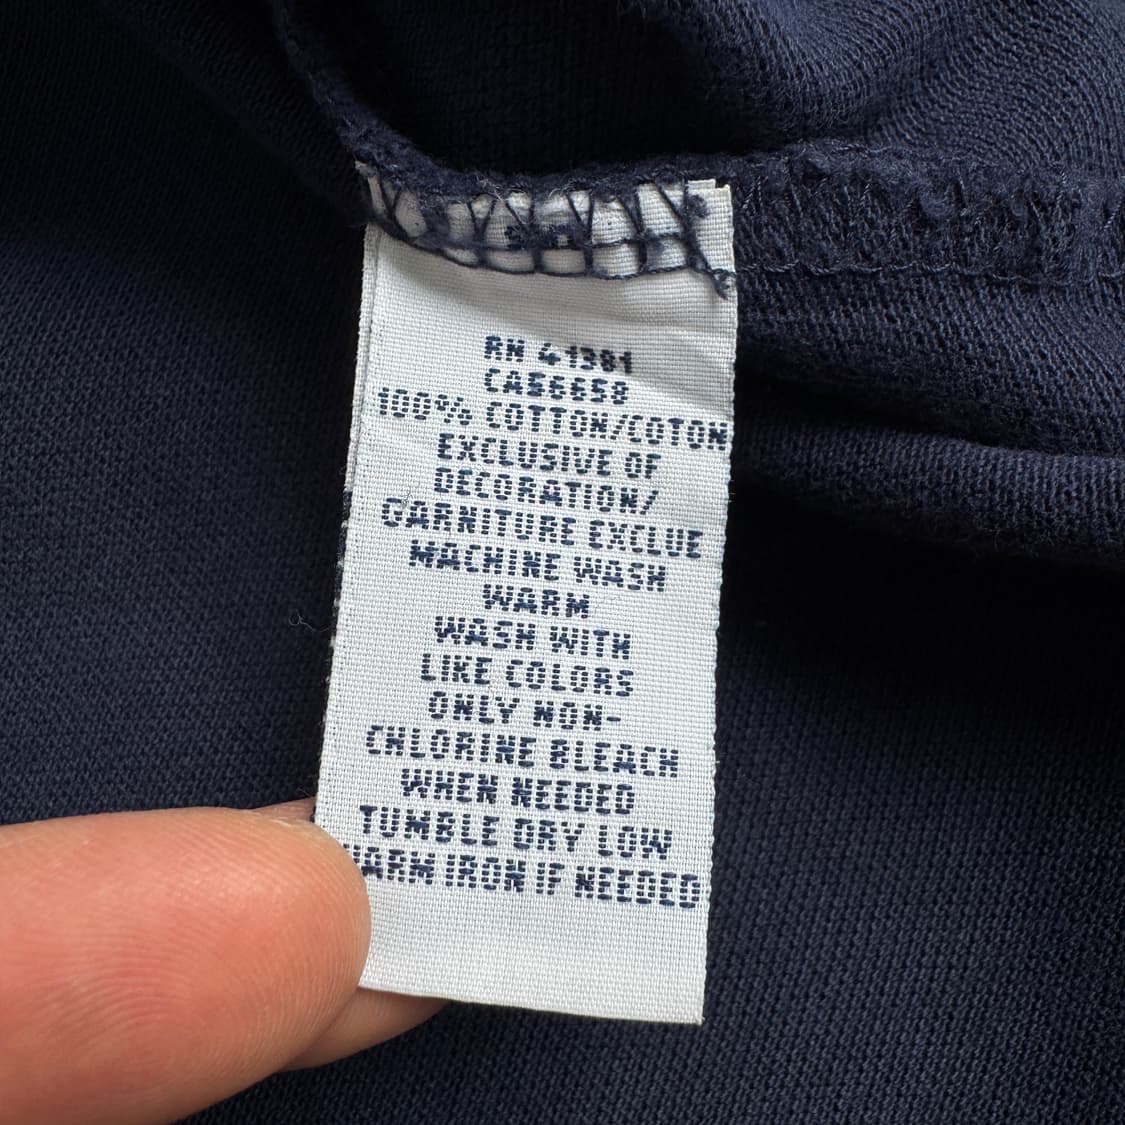 RN 41381
CA56658
100% COTTON/COTON
EXCLUSIVE OF
DECORATION/
GARNITURE EXCLUE
MACHINE WASH
WARM
WASH WITH
LIKE COLORS
ONLY NON-
CHLORINE BLEACH
WHEN NEEDED
TUMBLE DRY LOW
WARM IRON IF NEEDED